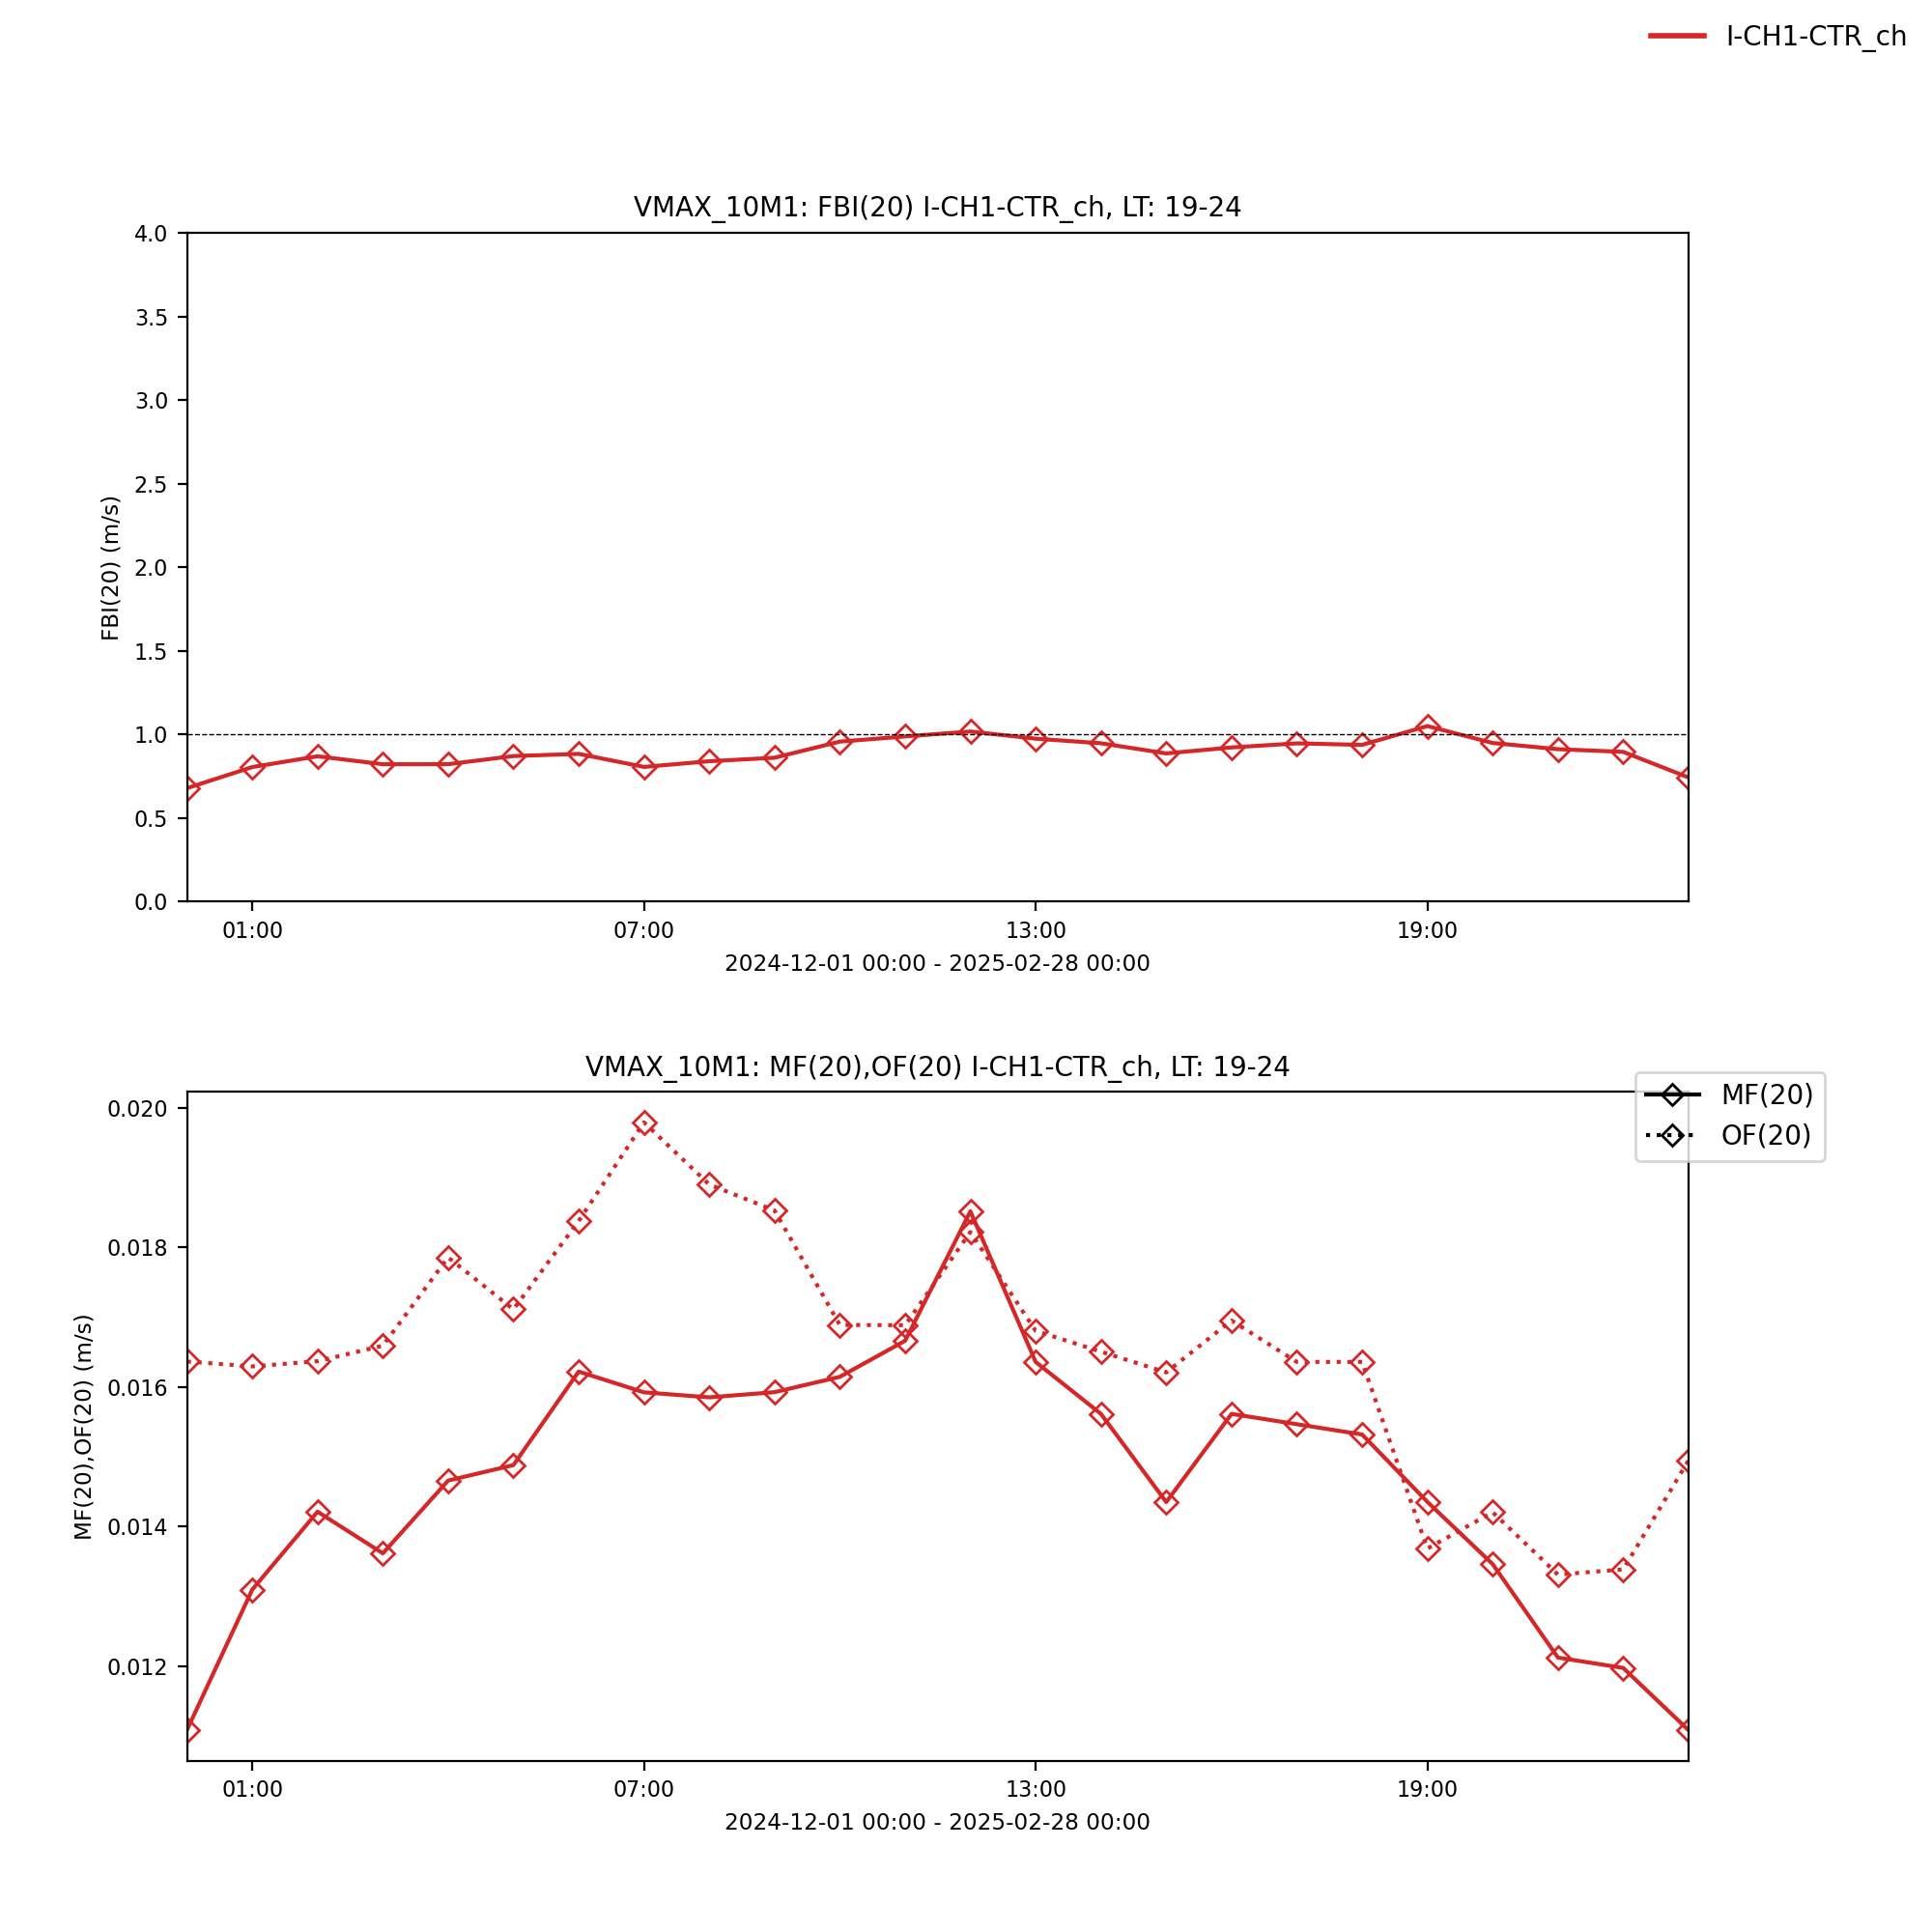 I-CH1-CTR_ch
VMAX_10M1: FBI(20) I-CH1-CTR_ch, LT: 19-24
4.0
3.5
3.0
2.5
2.0
1.5
1.0
0.5
0.0
FBI(20) (m/s)
01:00 07:00 13:00 19:00
2024-12-01 00:00 - 2025-02-28 00:00
VMAX_10M1: MF(20),OF(20) I-CH1-CTR_ch, LT: 19-24
MF(20)
OF(20)
0.020
0.018
0.016
0.014
0.012
MF(20),OF(20) (m/s)
01:00 07:00 13:00 19:00
2024-12-01 00:00 - 2025-02-28 00:00